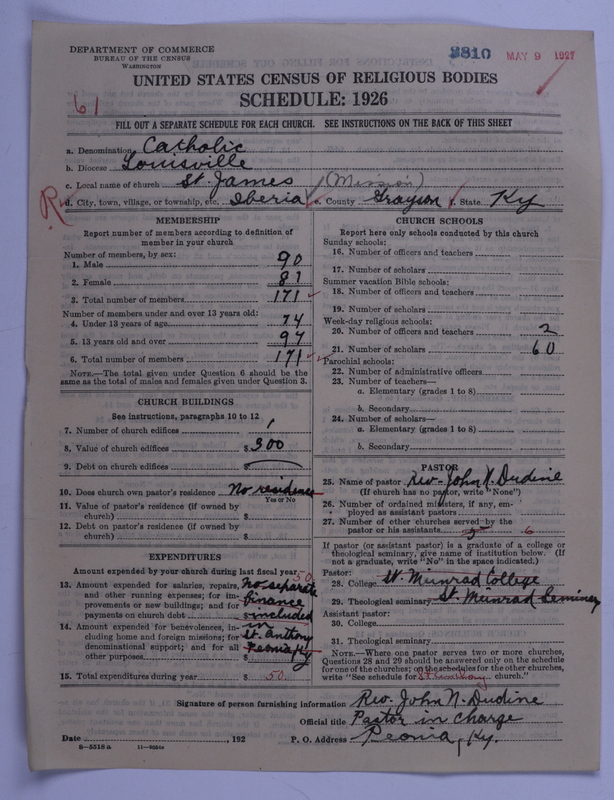 DEPARTMENT OF COMMERCE
BUREAU OF THE CENSUS
WASHINGTON
3810 MAY 9 1927
UNITED STATES CENSUS OF RELIGIOUS BODIES
SCHEDULE: 1926
61
FILL OUT A SEPARATE SCHEDULE FOR EACH CHURCH. SEE INSTRUCTIONS ON THE BACK OF THIS SHEET
a. Denomination Catholic
b. Diocese Louisville
c. Local name of church St. James (Mission)
R
d. City, town, village, or township, etc. Iberia e. County Grayson f. State Ky
MEMBERSHIP
Report number of members according to definition of
member in your church
Number of members, by sex:
1. Male 90
2. Female 81
3. Total number of members 171
Number of members under and over 13 years old:
4. Under 13 years of age 74
5. 13 years old and over 97
6. Total number of members 171
NOTE.—The total given under Question 6 should be the
same as the total of males and females given under Question 3.
CHURCH BUILDINGS
See instructions, paragraphs 10 to 12
7. Number of church edifices 1
8. Value of church edifices $ 300
9. Debt on church edifices $
10. Does church own pastor's residence No residence
Yes or No
11. Value of pastor's residence (if owned by
church) $
12. Debt on pastor's residence (if owned by
church) $
EXPENDITURES
Amount expended by your church during last fiscal year
50.
13. Amount expended for salaries, repairs, No separate
and other running expenses; for im- finance
provements or new buildings; and for
payments on church debt included
14. Amount expended for benevolences, in- in
cluding home and foreign missions; for St. Anthony
denominational support; and for all Peonia, Ky
other purposes
15. Total expenditures during year $ 50.
CHURCH SCHOOLS
Report here only schools conducted by this church
Sunday schools:
16. Number of officers and teachers
17. Number of scholars
Summer vacation Bible schools:
18. Number of officers and teachers
19. Number of scholars
Week-day religious schools:
20. Number of officers and teachers 2
21. Number of scholars 60
Parochial schools:
22. Number of administrative officers
23. Number of teachers—
a. Elementary (grades 1 to 8)
b. Secondary
24. Number of scholars—
a. Elementary (grades 1 to 8)
b. Secondary
PASTOR
25. Name of pastor Rev. John N. Dudine
(If church has no pastor, write "None")
26. Number of ordained ministers, if any, em-
ployed as assistant pastors
27. Number of other churches served by the
pastor or his assistants 5 6
If pastor (or assistant pastor) is a graduate of a college or
theological seminary, give name of institution below. (If
not a graduate, write "No" in the space indicated.)
Pastor:
28. College St. Meinrad College
29. Theological seminary St. Meinrad Seminary
Assistant pastor:
30. College
31. Theological seminary
NOTE.—Where one pastor serves two or more churches,
Questions 28 and 29 should be answered only on the schedule
for one of the churches; on the schedules for the other churches,
write "See schedule for St Anthony church."
Signature of person furnishing information Rev. John N. Dudine
Official title Pastor in charge
Date , 192 P. O. Address Peonia, Ky.
8—5518 a